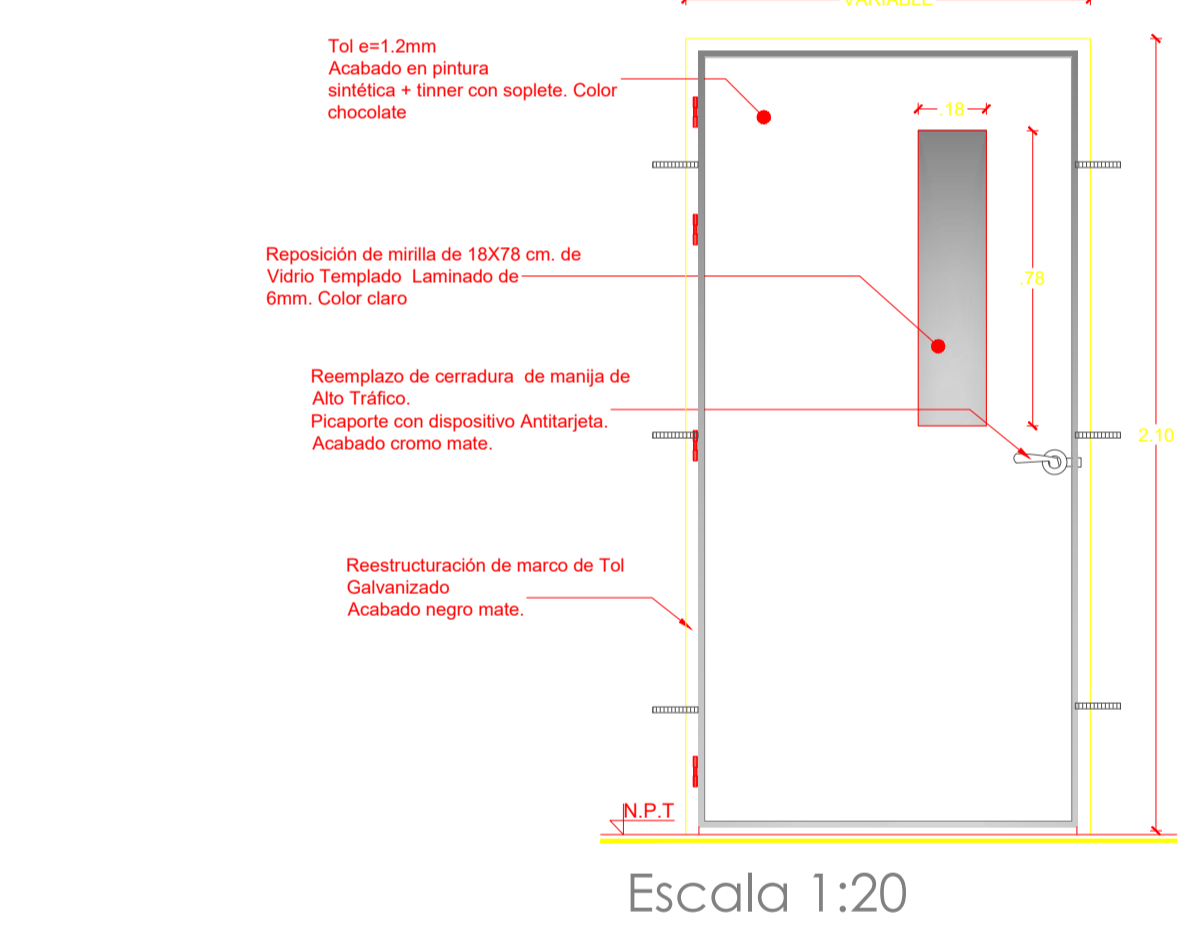 VARIABLE
Tol e=1.2mm
Acabado en pintura
sintética + tinner con soplete. Color
chocolate
.18
Reposición de mirilla de 18X78 cm. de
Vidrio Templado Laminado de
6mm. Color claro
.78
Reemplazo de cerradura de manija de
Alto Tráfico.
Picaporte con dispositivo Antitarjeta.
Acabado cromo mate.
2.10
Reestructuración de marco de Tol
Galvanizado
Acabado negro mate.
N.P.T
Escala 1:20